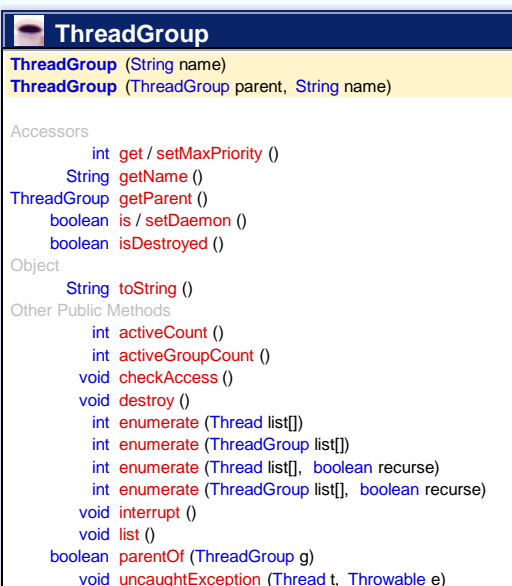 ThreadGroup
ThreadGroup (String name)
ThreadGroup (ThreadGroup parent, String name)
Accessors
int get / setMaxPriority ()
String getName ()
ThreadGroup getParent ()
boolean is / setDaemon ()
boolean isDestroyed ()
Object
String toString ()
Other Public Methods
int activeCount ()
int activeGroupCount ()
void checkAccess ()
void destroy ()
int enumerate (Thread list[])
int enumerate (ThreadGroup list[])
int enumerate (Thread list[], boolean recurse)
int enumerate (ThreadGroup list[], boolean recurse)
void interrupt ()
void list ()
boolean parentOf (ThreadGroup g)
void uncaughtException (Thread t, Throwable e)